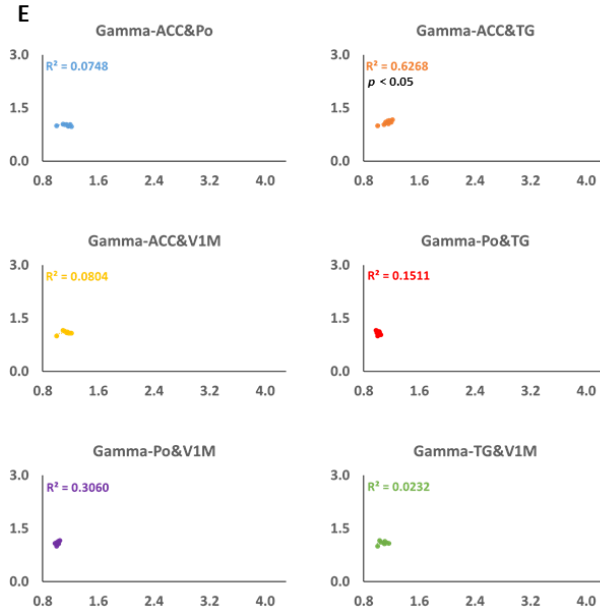 E
Gamma-ACC&Po
3.0
R² = 0.0748
1.5
0.0
0.8 1.6 2.4 3.2 4.0
Gamma-ACC&TG
3.0
R² = 0.6268
p < 0.05
1.5
0.0
0.8 1.6 2.4 3.2 4.0
Gamma-ACC&V1M
3.0
R² = 0.0804
1.5
0.0
0.8 1.6 2.4 3.2 4.0
Gamma-Po&TG
3.0
R² = 0.1511
1.5
0.0
0.8 1.6 2.4 3.2 4.0
Gamma-Po&V1M
3.0
R² = 0.3060
1.5
0.0
0.8 1.6 2.4 3.2 4.0
Gamma-TG&V1M
3.0
R² = 0.0232
1.5
0.0
0.8 1.6 2.4 3.2 4.0